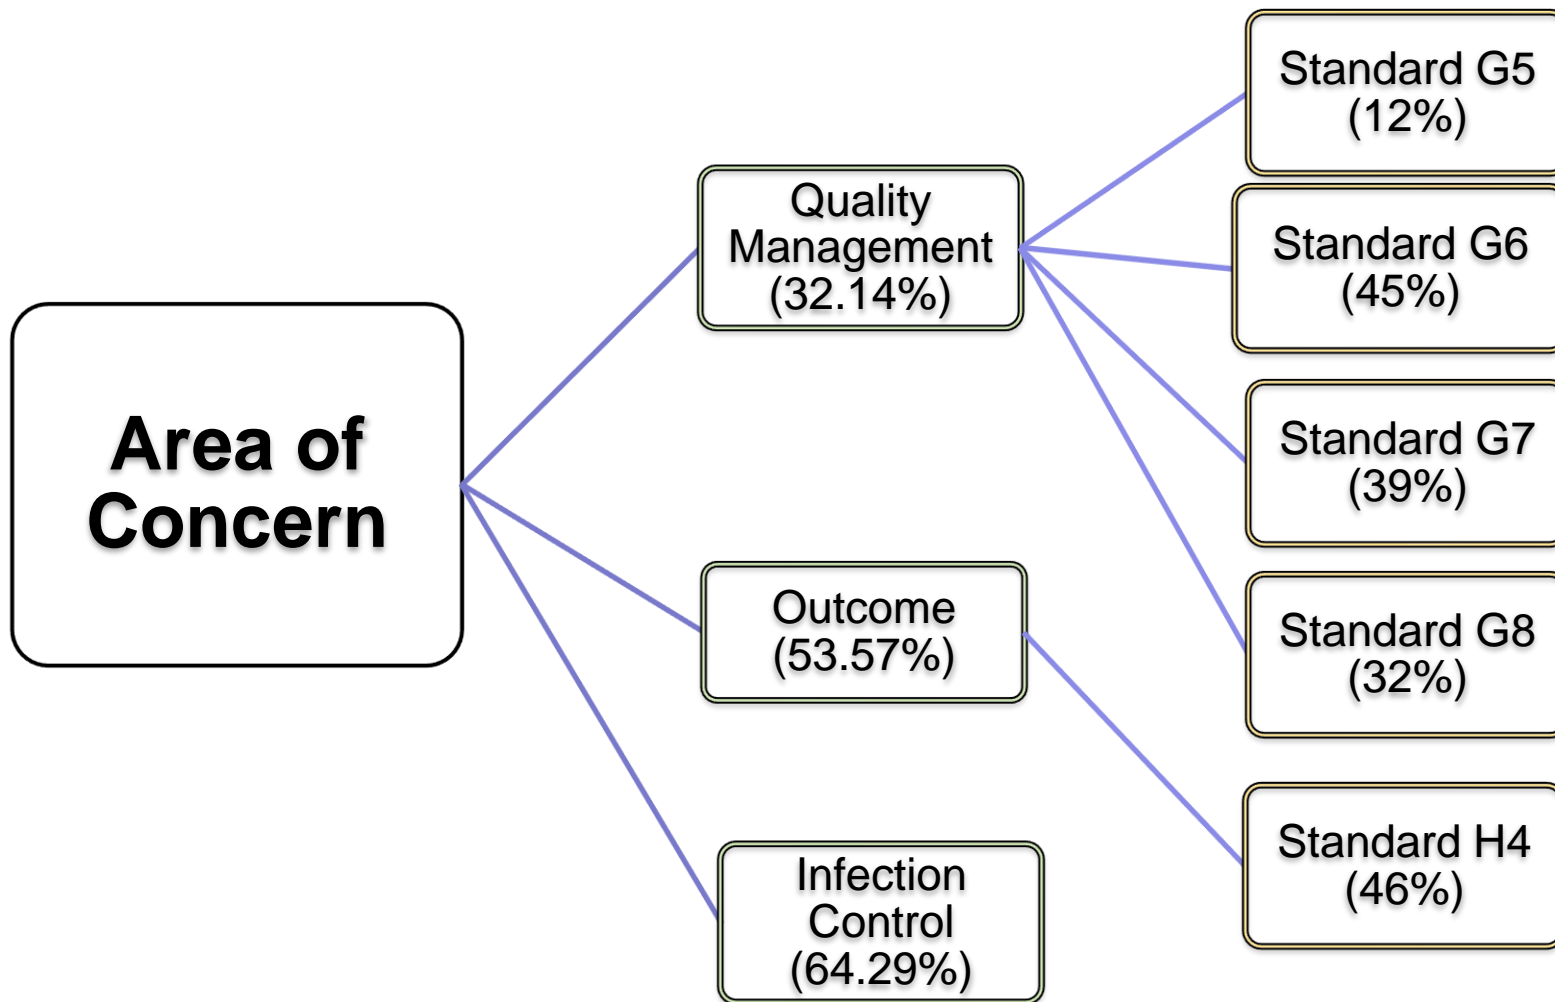 Area of
Concern
Quality
Management
(32.14%)
Outcome
(53.57%)
Infection
Control
(64.29%)
Standard G5
(12%)
Standard G6
(45%)
Standard G7
(39%)
Standard G8
(32%)
Standard H4
(46%)